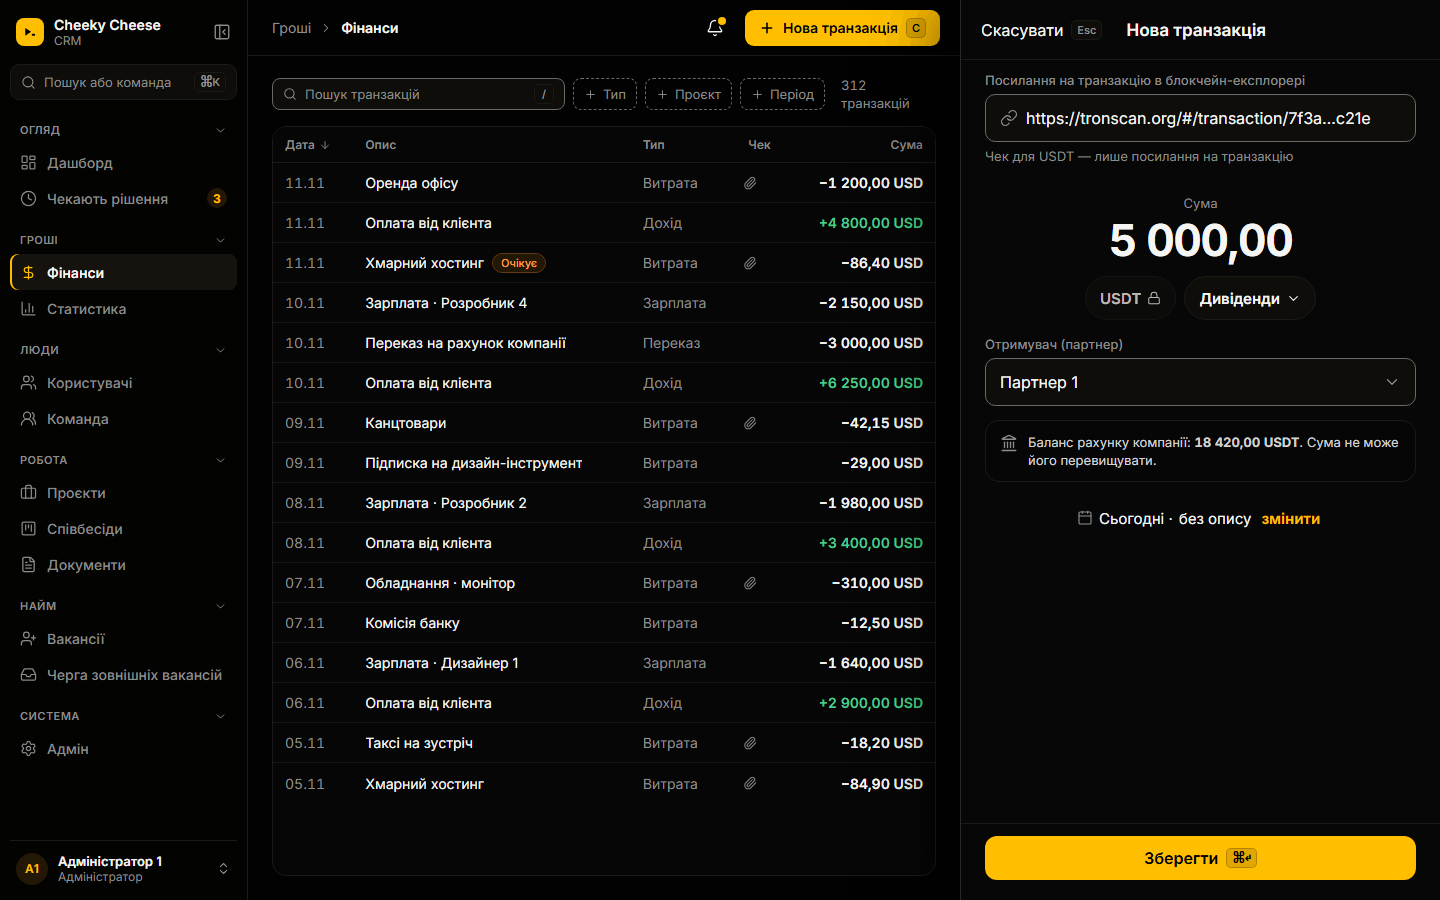 Cheeky Cheese
CRM
Пошук або команда ⌘K
ОГЛЯД
Дашборд
Чекають рішення 3
ГРОШІ
Фінанси
Статистика
ЛЮДИ
Користувачі
Команда
РОБОТА
Проєкти
Співбесіди
Документи
НАЙМ
Вакансії
Черга зовнішніх вакансій
СИСТЕМА
Адмін
A1 Адміністратор 1
Адміністратор
Гроші > Фінанси
+ Нова транзакція C
Пошук транзакцій /
+ Тип
+ Проєкт
+ Період
312
транзакцій
Дата ↓ Опис Тип Чек Сума
11.11 Оренда офісу Витрата −1 200,00 USD
11.11 Оплата від клієнта Дохід +4 800,00 USD
11.11 Хмарний хостинг Очікує Витрата −86,40 USD
10.11 Зарплата · Розробник 4 Зарплата −2 150,00 USD
10.11 Переказ на рахунок компанії Переказ −3 000,00 USD
10.11 Оплата від клієнта Дохід +6 250,00 USD
09.11 Канцтовари Витрата −42,15 USD
09.11 Підписка на дизайн-інструмент Витрата −29,00 USD
08.11 Зарплата · Розробник 2 Зарплата −1 980,00 USD
08.11 Оплата від клієнта Дохід +3 400,00 USD
07.11 Обладнання · монітор Витрата −310,00 USD
07.11 Комісія банку Витрата −12,50 USD
06.11 Зарплата · Дизайнер 1 Зарплата −1 640,00 USD
06.11 Оплата від клієнта Дохід +2 900,00 USD
05.11 Таксі на зустріч Витрата −18,20 USD
05.11 Хмарний хостинг Витрата −84,90 USD
Скасувати Esc Нова транзакція
Посилання на транзакцію в блокчейн-експлорері
https://tronscan.org/#/transaction/7f3a…c21e
Чек для USDT — лише посилання на транзакцію
Сума
5 000,00
USDT Дивіденди
Отримувач (партнер)
Партнер 1
Баланс рахунку компанії: 18 420,00 USDT. Сума не може
його перевищувати.
Сьогодні · без опису змінити
Зберегти ⌘↵